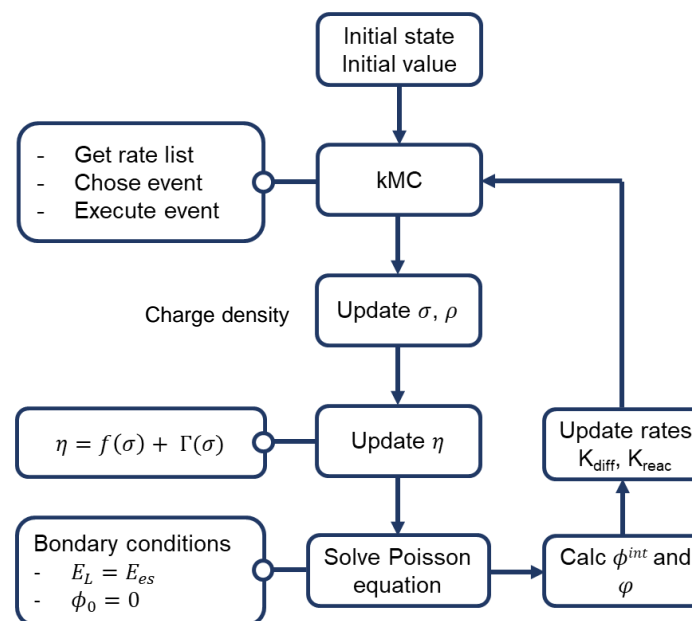 Initial state
Initial value
- Get rate list
- Chose event
- Execute event
kMC
Charge density
Update σ, ρ
η = f(σ) + Γ(σ)
Update η
Update rates
K_diff, K_reac
Bondary conditions
- E_L = E_es
- ϕ_0 = 0
Solve Poisson
equation
Calc ϕ^int and
φ